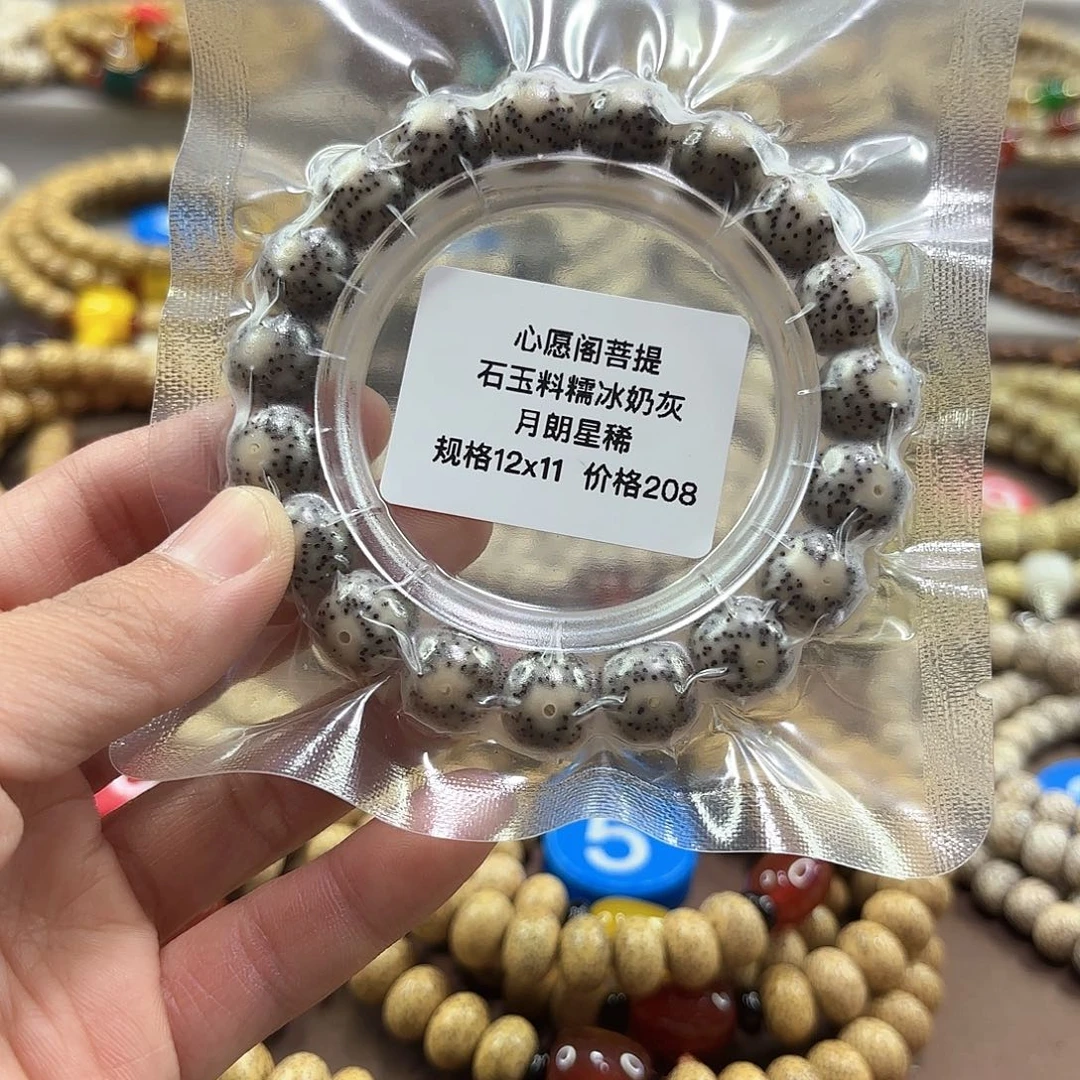 心愿阁菩提
石玉料糯冰奶灰
月朗星稀
规格12x11 价格208
5